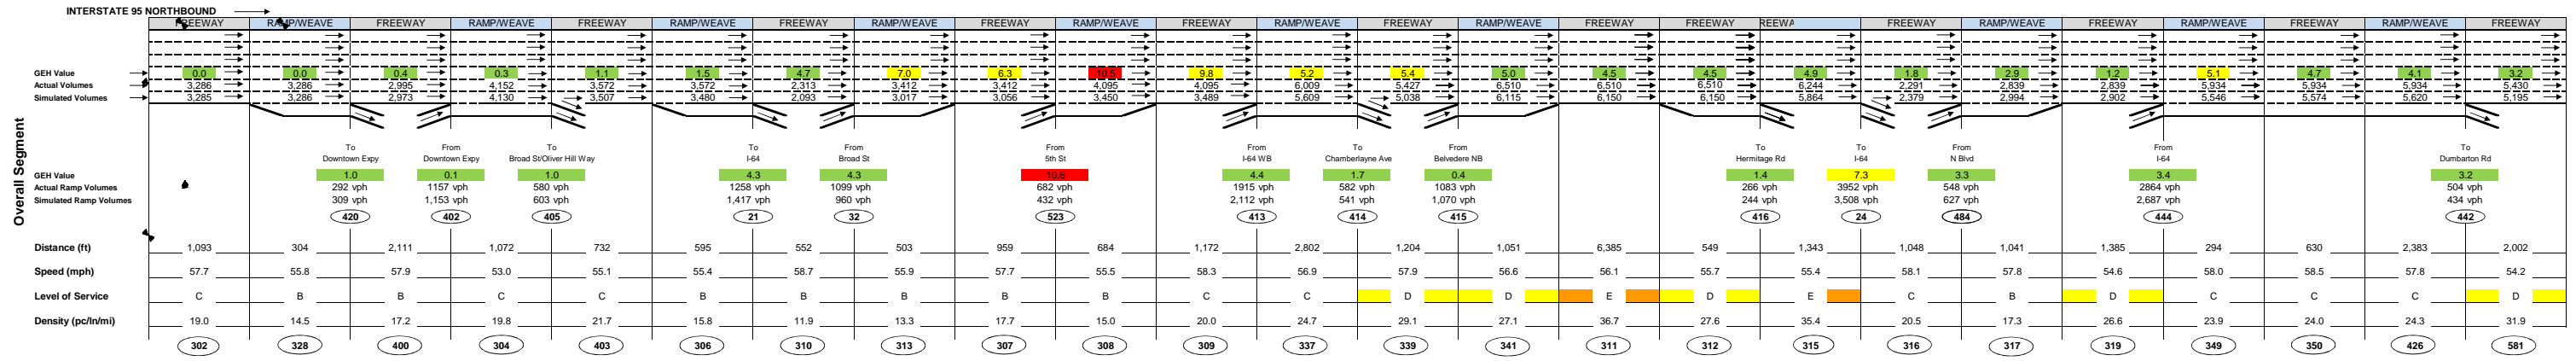 INTERSTATE 95 NORTHBOUND
FREEWAY RAMP/WEAVE FREEWAY RAMP/WEAVE FREEWAY RAMP/WEAVE FREEWAY RAMP/WEAVE FREEWAY RAMP/WEAVE FREEWAY RAMP/WEAVE FREEWAY RAMP/WEAVE FREEWAY FREEWAY REEWA FREEWAY RAMP/WEAVE FREEWAY RAMP/WEAVE FREEWAY RAMP/WEAVE FREEWAY
GEH Value 0.0 0.0 0.4 0.3 1.1 1.5 4.7 7.0 6.3 10.5 9.8 5.2 5.4 5.0 4.5 4.5 4.9 1.8 2.9 1.2 5.1 4.7 4.1 3.2
Actual Volumes 3,286 3,286 2,995 4,152 3,572 3,572 2,313 3,412 3,412 4,095 4,095 6,009 5,427 6,510 6,510 6,510 6,244 2,291 2,839 2,839 5,934 5,934 5,934 5,430
Simulated Volumes 3,285 3,286 2,973 4,130 3,507 3,480 2,093 3,017 3,056 3,450 3,489 5,609 5,038 6,115 6,150 6,150 5,864 2,379 2,994 2,902 5,546 5,574 5,620 5,195
Overall Segment
To From To To From From From To From To To From From To
Downtown Expy Downtown Expy Broad St/Oliver Hill Way I-64 Broad St 5th St I-64 WB Chamberlayne Ave Belvedere NB Hermitage Rd I-64 N Blvd I-64 Dumbarton Rd
GEH Value 1.0 0.1 1.0 4.3 4.3 10.6 4.4 1.7 0.4 1.4 7.3 3.3 3.4 3.2
Actual Ramp Volumes 292 vph 1157 vph 580 vph 1258 vph 1099 vph 682 vph 1915 vph 582 vph 1083 vph 266 vph 3952 vph 548 vph 2864 vph 504 vph
Simulated Ramp Volumes 309 vph 1,153 vph 603 vph 1,417 vph 960 vph 432 vph 2,112 vph 541 vph 1,070 vph 244 vph 3,508 vph 627 vph 2,687 vph 434 vph
420 402 405 21 32 523 413 414 415 416 24 484 444 442
Distance (ft) 1,093 304 2,111 1,072 732 595 552 503 959 684 1,172 2,802 1,204 1,051 6,385 549 1,343 1,048 1,041 1,385 294 630 2,383 2,002
Speed (mph) 57.7 55.8 57.9 53.0 55.1 55.4 58.7 55.9 57.7 55.5 58.3 56.9 57.9 56.6 56.1 55.7 55.4 58.1 57.8 54.6 58.0 58.5 57.8 54.2
Level of Service C B B C C B B B B B C C D D E D E C B D C C C D
Density (pc/ln/mi) 19.0 14.5 17.2 19.8 21.7 15.8 11.9 13.3 17.7 15.0 20.0 24.7 29.1 27.1 36.7 27.6 35.4 20.5 17.3 26.6 23.9 24.0 24.3 31.9
302 328 400 304 403 306 310 313 307 308 309 337 339 341 311 312 315 316 317 319 349 350 426 581